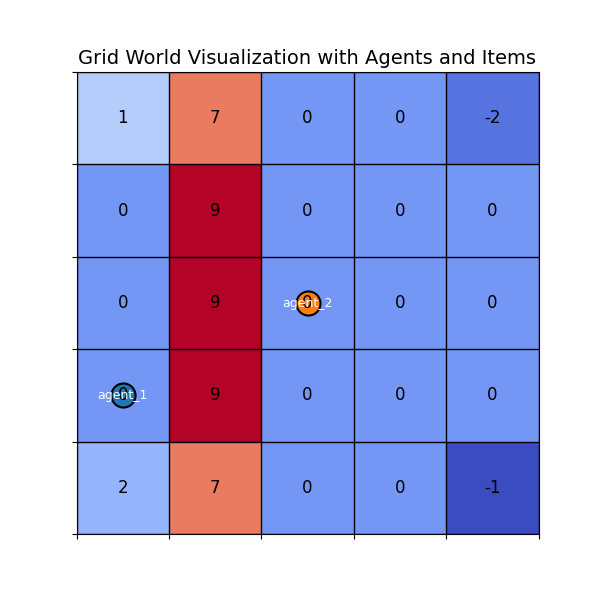 Grid World Visualization with Agents and Items
1 7 0 0 -2
0 9 0 0 0
0 9 agent_2 0 0
agent_1 9 0 0 0
2 7 0 0 -1